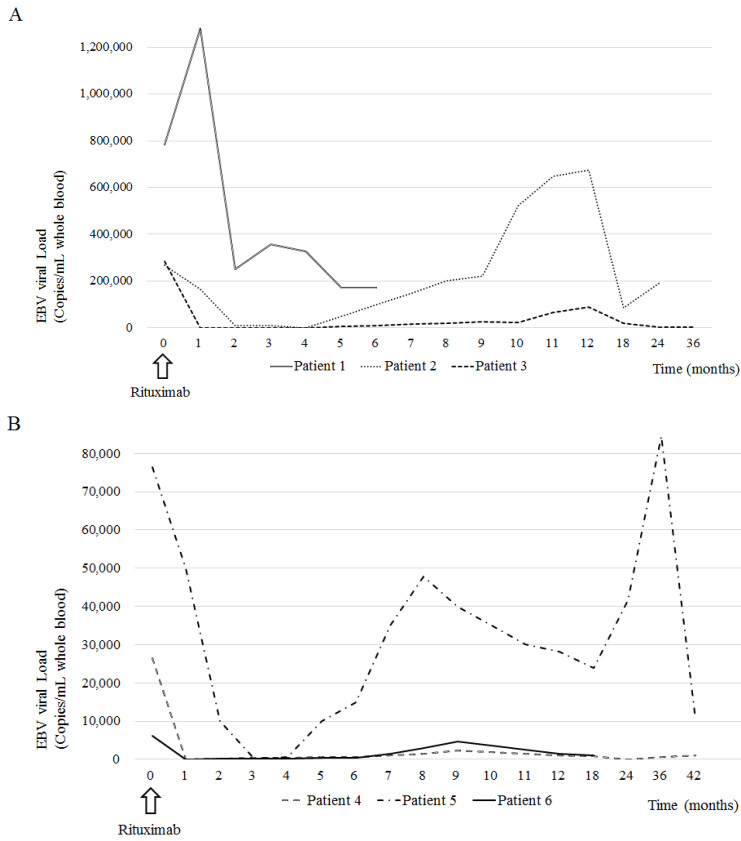 A
1,200,000
1,000,000
800,000
600,000
400,000
200,000
0
EBV viral Load
(Copies/mL whole blood)
0 1 2 3 4 5 6 7 8 9 10 11 12 18 24 36
Patient 1 Patient 2 Patient 3 Time (months)
Rituximab
B
80,000
70,000
60,000
50,000
40,000
30,000
20,000
10,000
0
EBV viral Load
(Copies/mL whole blood)
0 1 2 3 4 5 6 7 8 9 10 11 12 18 24 36 42
Patient 4 Patient 5 Patient 6 Time (months)
Rituximab